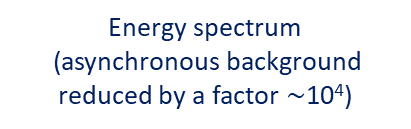 Energy spectrum
(asynchronous background
reduced by a factor ~10⁴)